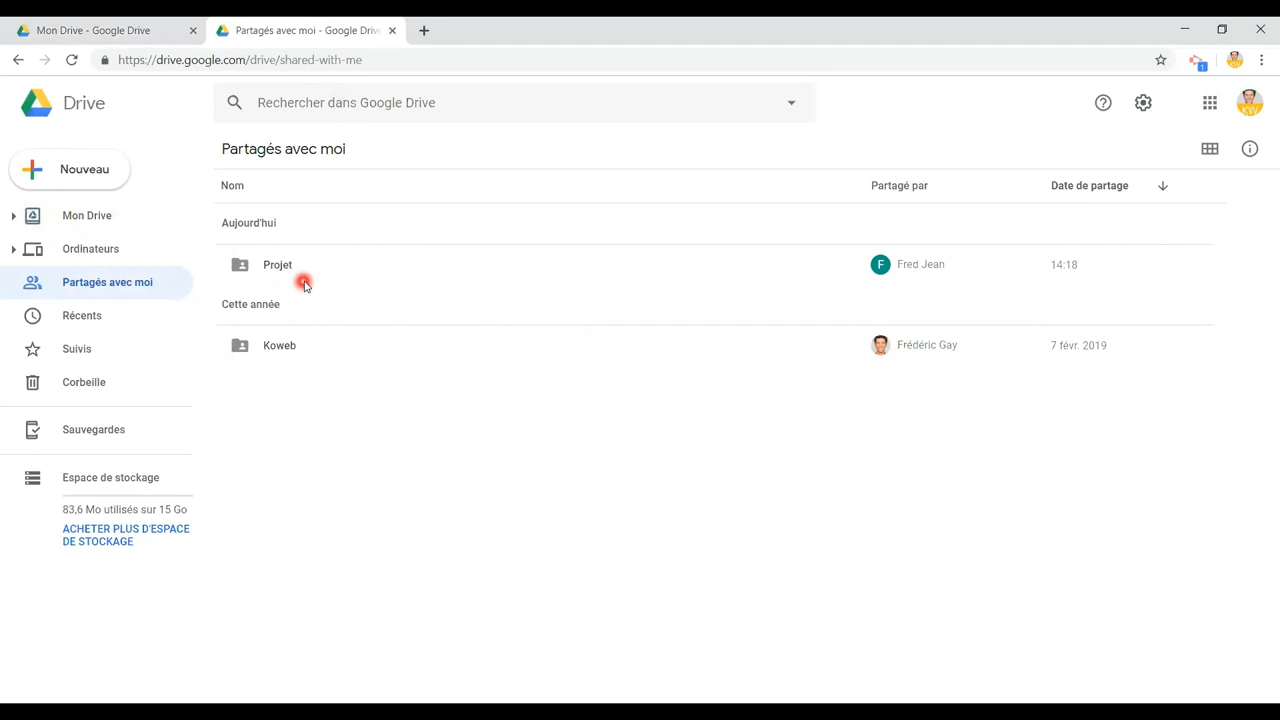 Mon Drive - Google Drive
Partagés avec moi - Google Driv
https://drive.google.com/drive/shared-with-me
1
Drive
Rechercher dans Google Drive
KW
Nouveau
Partagés avec moi
Nom
Partagé par
Date de partage
Mon Drive
Aujourd'hui
Ordinateurs
Projet
F
Fred Jean
14:18
Partagés avec moi
Cette année
Récents
Koweb
Frédéric Gay
7 févr. 2019
Suivis
Corbeille
Sauvegardes
Espace de stockage
83,6 Mo utilisés sur 15 Go
ACHETER PLUS D'ESPACE
DE STOCKAGE